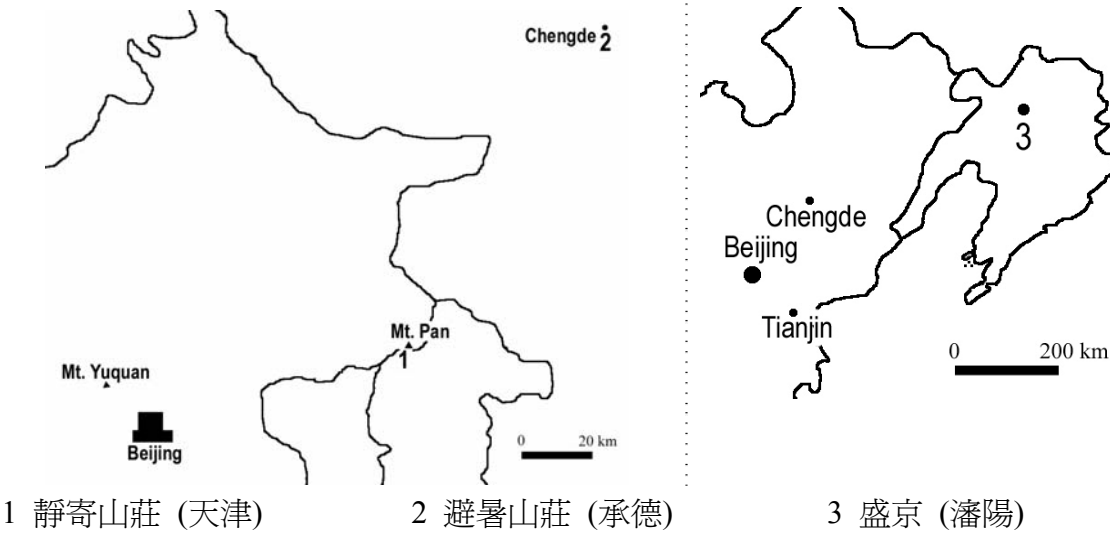 Chengde
2
Mt. Pan
1
Mt. Yuquan
Beijing
0 20 km
3
Chengde
Beijing
Tianjin
0 200 km
1 靜寄山莊 (天津) 2 避暑山莊 (承德) 3 盛京 (瀋陽)